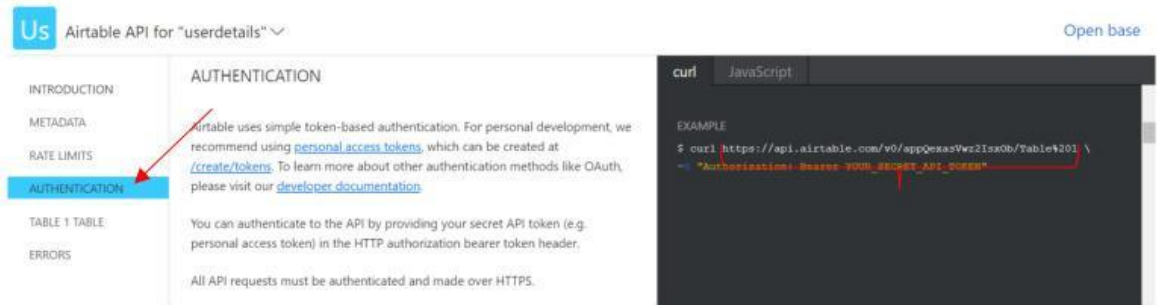 Us Airtable API for "userdetails"
Open base
INTRODUCTION
METADATA
RATE LIMITS
AUTHENTICATION
TABLE 1 TABLE
ERRORS
AUTHENTICATION
Airtable uses simple token-based authentication. For personal development, we
recommend using personal access tokens, which can be created at
/create/tokens. To learn more about other authentication methods like OAuth,
please visit our developer documentation.
You can authenticate to the API by providing your secret API token (e.g.
personal access token) in the HTTP authorization bearer token header.
All API requests must be authenticated and made over HTTPS.
curl JavaScript
EXAMPLE
$ curl https://api.airtable.com/v0/appQexasVwz2IsxOb/Table%201 \
-H "Authorization: Bearer YOUR_SECRET_API_TOKEN"